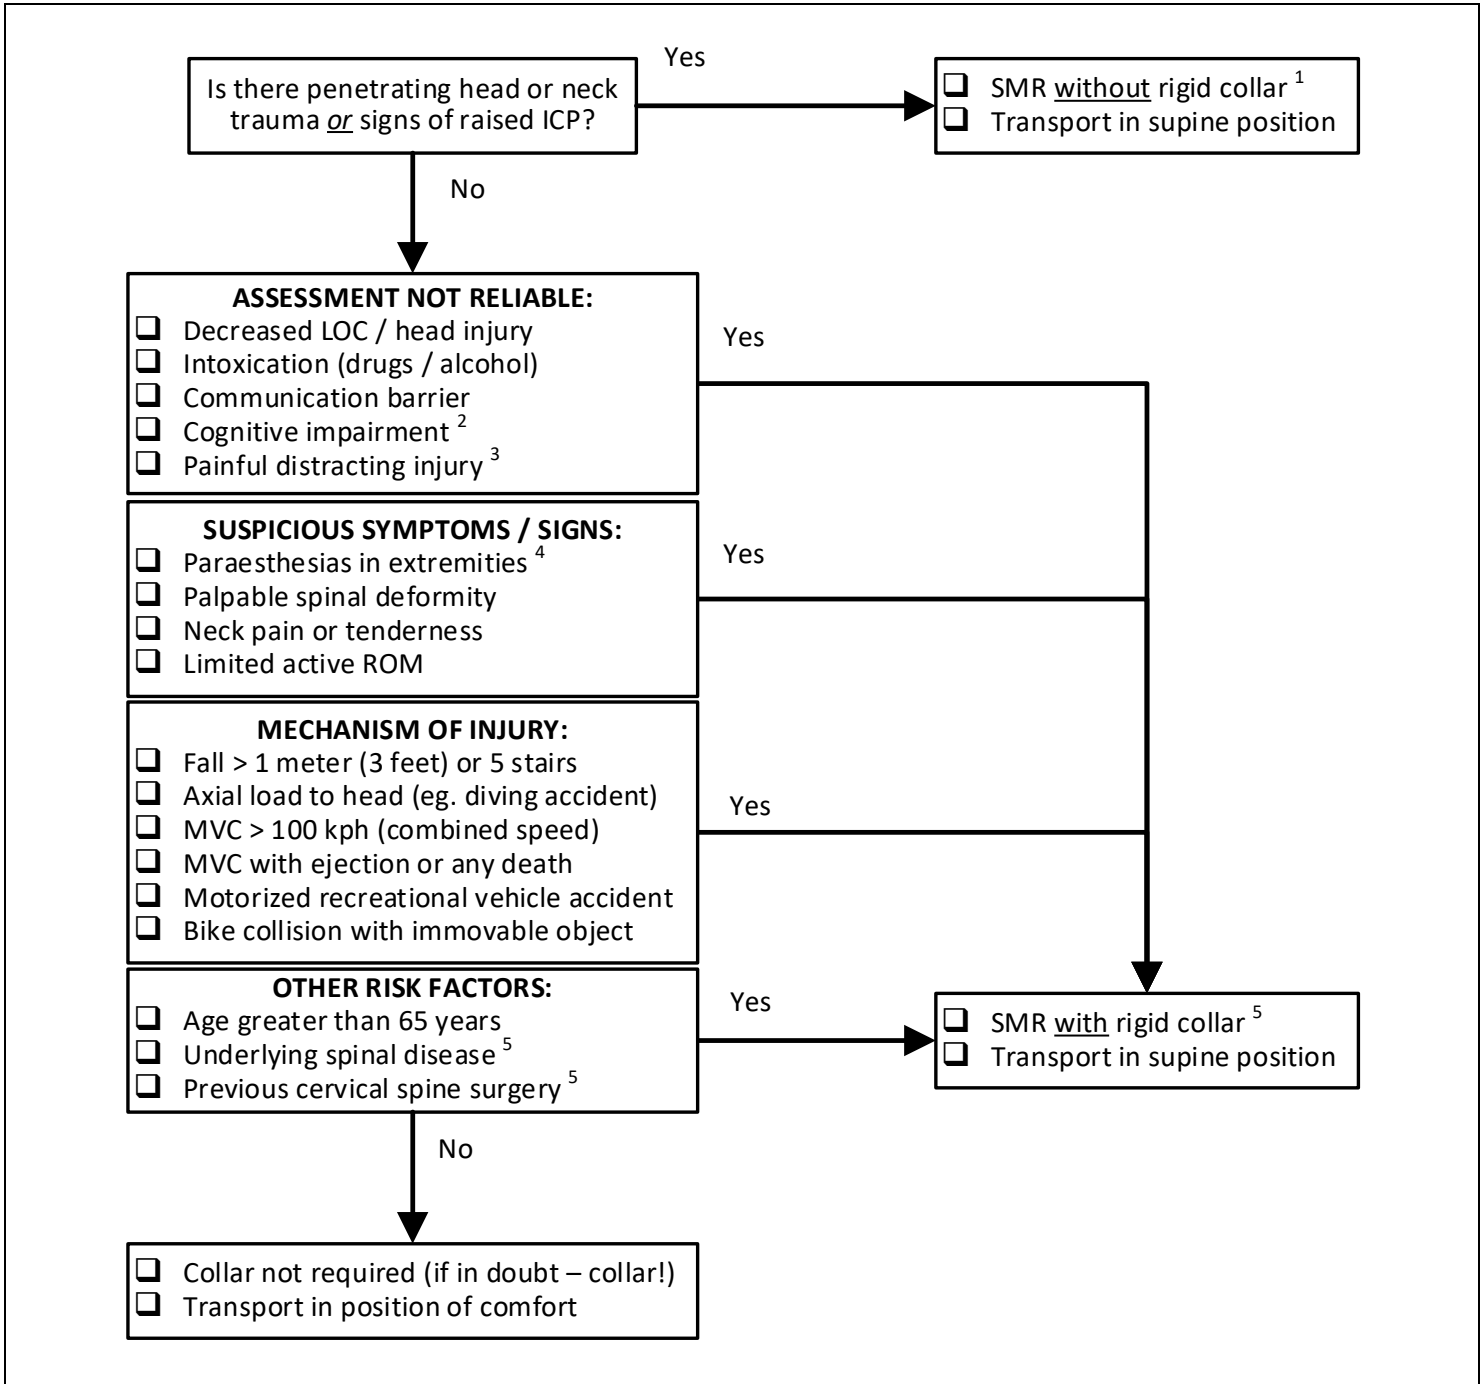 Is there penetrating head or neck
trauma or signs of raised ICP?
Yes
❑ SMR without rigid collar 1
❑ Transport in supine position
No
ASSESSMENT NOT RELIABLE:
❑ Decreased LOC / head injury
❑ Intoxication (drugs / alcohol)
❑ Communication barrier
❑ Cognitive impairment 2
❑ Painful distracting injury 3
Yes
SUSPICIOUS SYMPTOMS / SIGNS:
❑ Paraesthesias in extremities 4
❑ Palpable spinal deformity
❑ Neck pain or tenderness
❑ Limited active ROM
Yes
MECHANISM OF INJURY:
❑ Fall > 1 meter (3 feet) or 5 stairs
❑ Axial load to head (eg. diving accident)
❑ MVC > 100 kph (combined speed)
❑ MVC with ejection or any death
❑ Motorized recreational vehicle accident
❑ Bike collision with immovable object
Yes
OTHER RISK FACTORS:
❑ Age greater than 65 years
❑ Underlying spinal disease 5
❑ Previous cervical spine surgery 5
Yes
❑ SMR with rigid collar 5
❑ Transport in supine position
No
❑ Collar not required (if in doubt – collar!)
❑ Transport in position of comfort